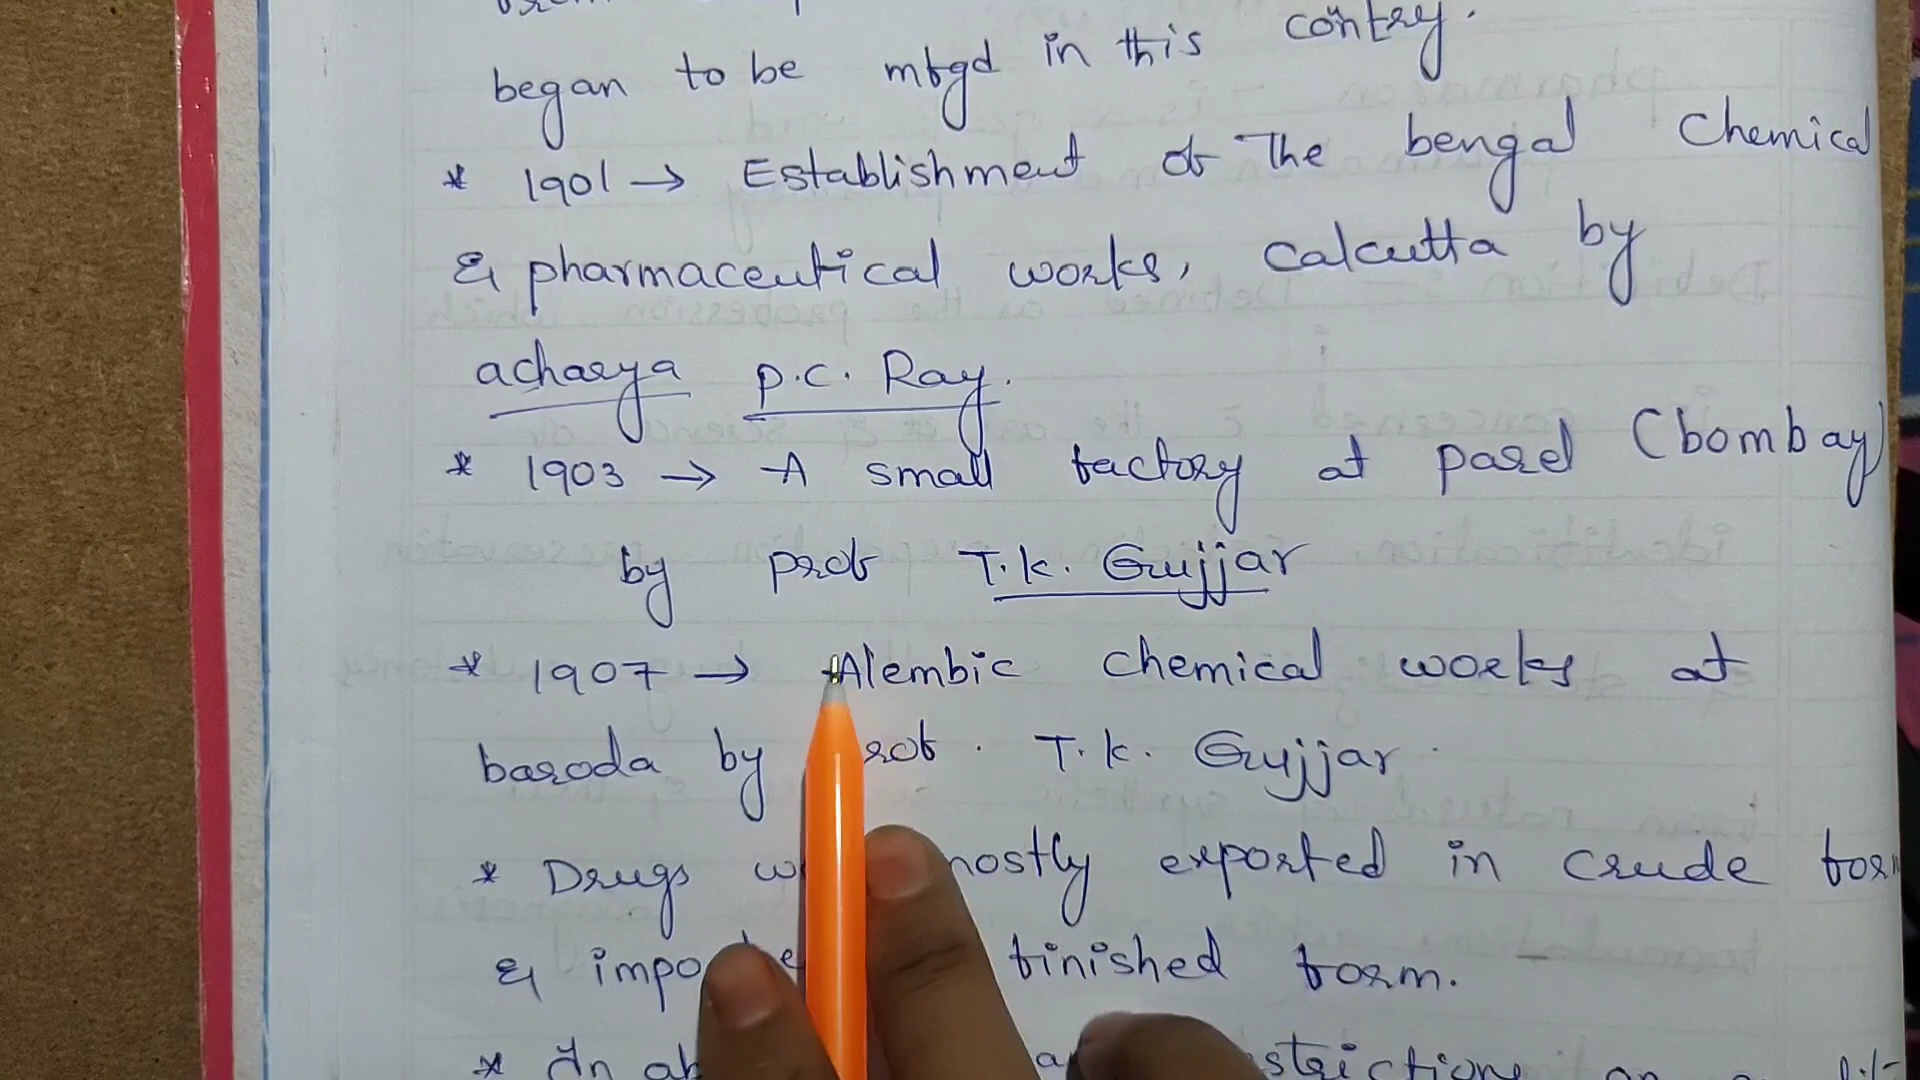 began to be mfgd in this contry.
* 1901 → Establishment of The bengal Chemical
& pharmaceutical works, calcutta by
acharya p.c. Ray.
* 1903 → A small factory at parel (bombay)
by prof T.k. Gujjar
* 1907 → Alembic chemical works at
baroda by T.k. Gujjar.
* Drugs mostly exported in crude form
& finished form.
* In